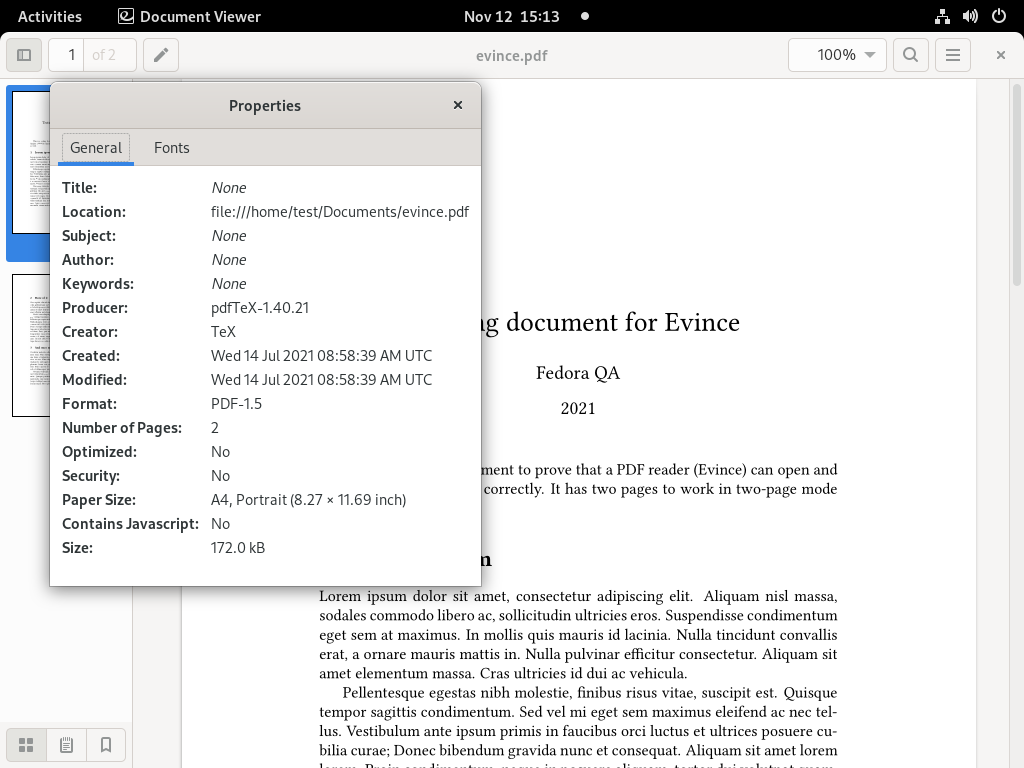 Activities Document Viewer Nov 12 15:13
1 of 2 evince.pdf 100%
Properties
General Fonts
Title: None
Location: file:///home/test/Documents/evince.pdf
Subject: None
Author: None
Keywords: None
Producer: pdfTeX-1.40.21
Creator: TeX
Created: Wed 14 Jul 2021 08:58:39 AM UTC
Modified: Wed 14 Jul 2021 08:58:39 AM UTC
Format: PDF-1.5
Number of Pages: 2
Optimized: No
Security: No
Paper Size: A4, Portrait (8.27 × 11.69 inch)
Contains Javascript: No
Size: 172.0 kB
ng document for Evince
Fedora QA
2021
ment to prove that a PDF reader (Evince) can open and
correctly. It has two pages to work in two-page mode
m
Lorem ipsum dolor sit amet, consectetur adipiscing elit. Aliquam nisl massa,
sodales commodo libero ac, sollicitudin ultricies eros. Suspendisse condimentum
eget sem at maximus. In mollis quis mauris id lacinia. Nulla tincidunt convallis
erat, a ornare mauris mattis in. Nulla pulvinar efficitur consectetur. Aliquam sit
amet elementum massa. Cras ultricies id dui ac vehicula.
Pellentesque egestas nibh molestie, finibus risus vitae, suscipit est. Quisque
tempor sagittis condimentum. Sed vel mi eget sem maximus eleifend ac nec tel-
lus. Vestibulum ante ipsum primis in faucibus orci luctus et ultrices posuere cu-
bilia curae; Donec bibendum gravida nunc et consequat. Aliquam sit amet lorem